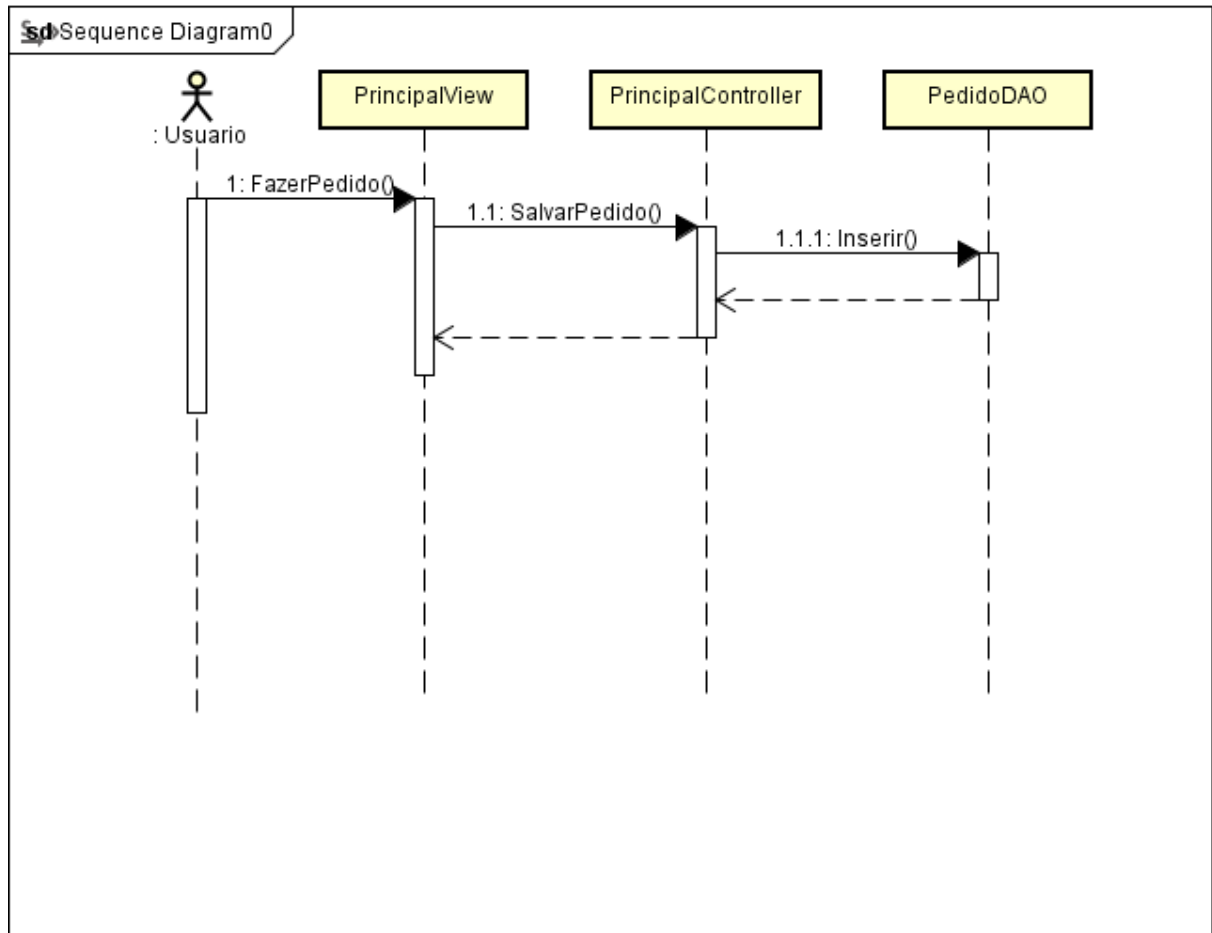 sd Sequence Diagram0
: Usuario
PrincipalView
PrincipalController
PedidoDAO
1: FazerPedido()
1.1: SalvarPedido()
1.1.1: Inserir()